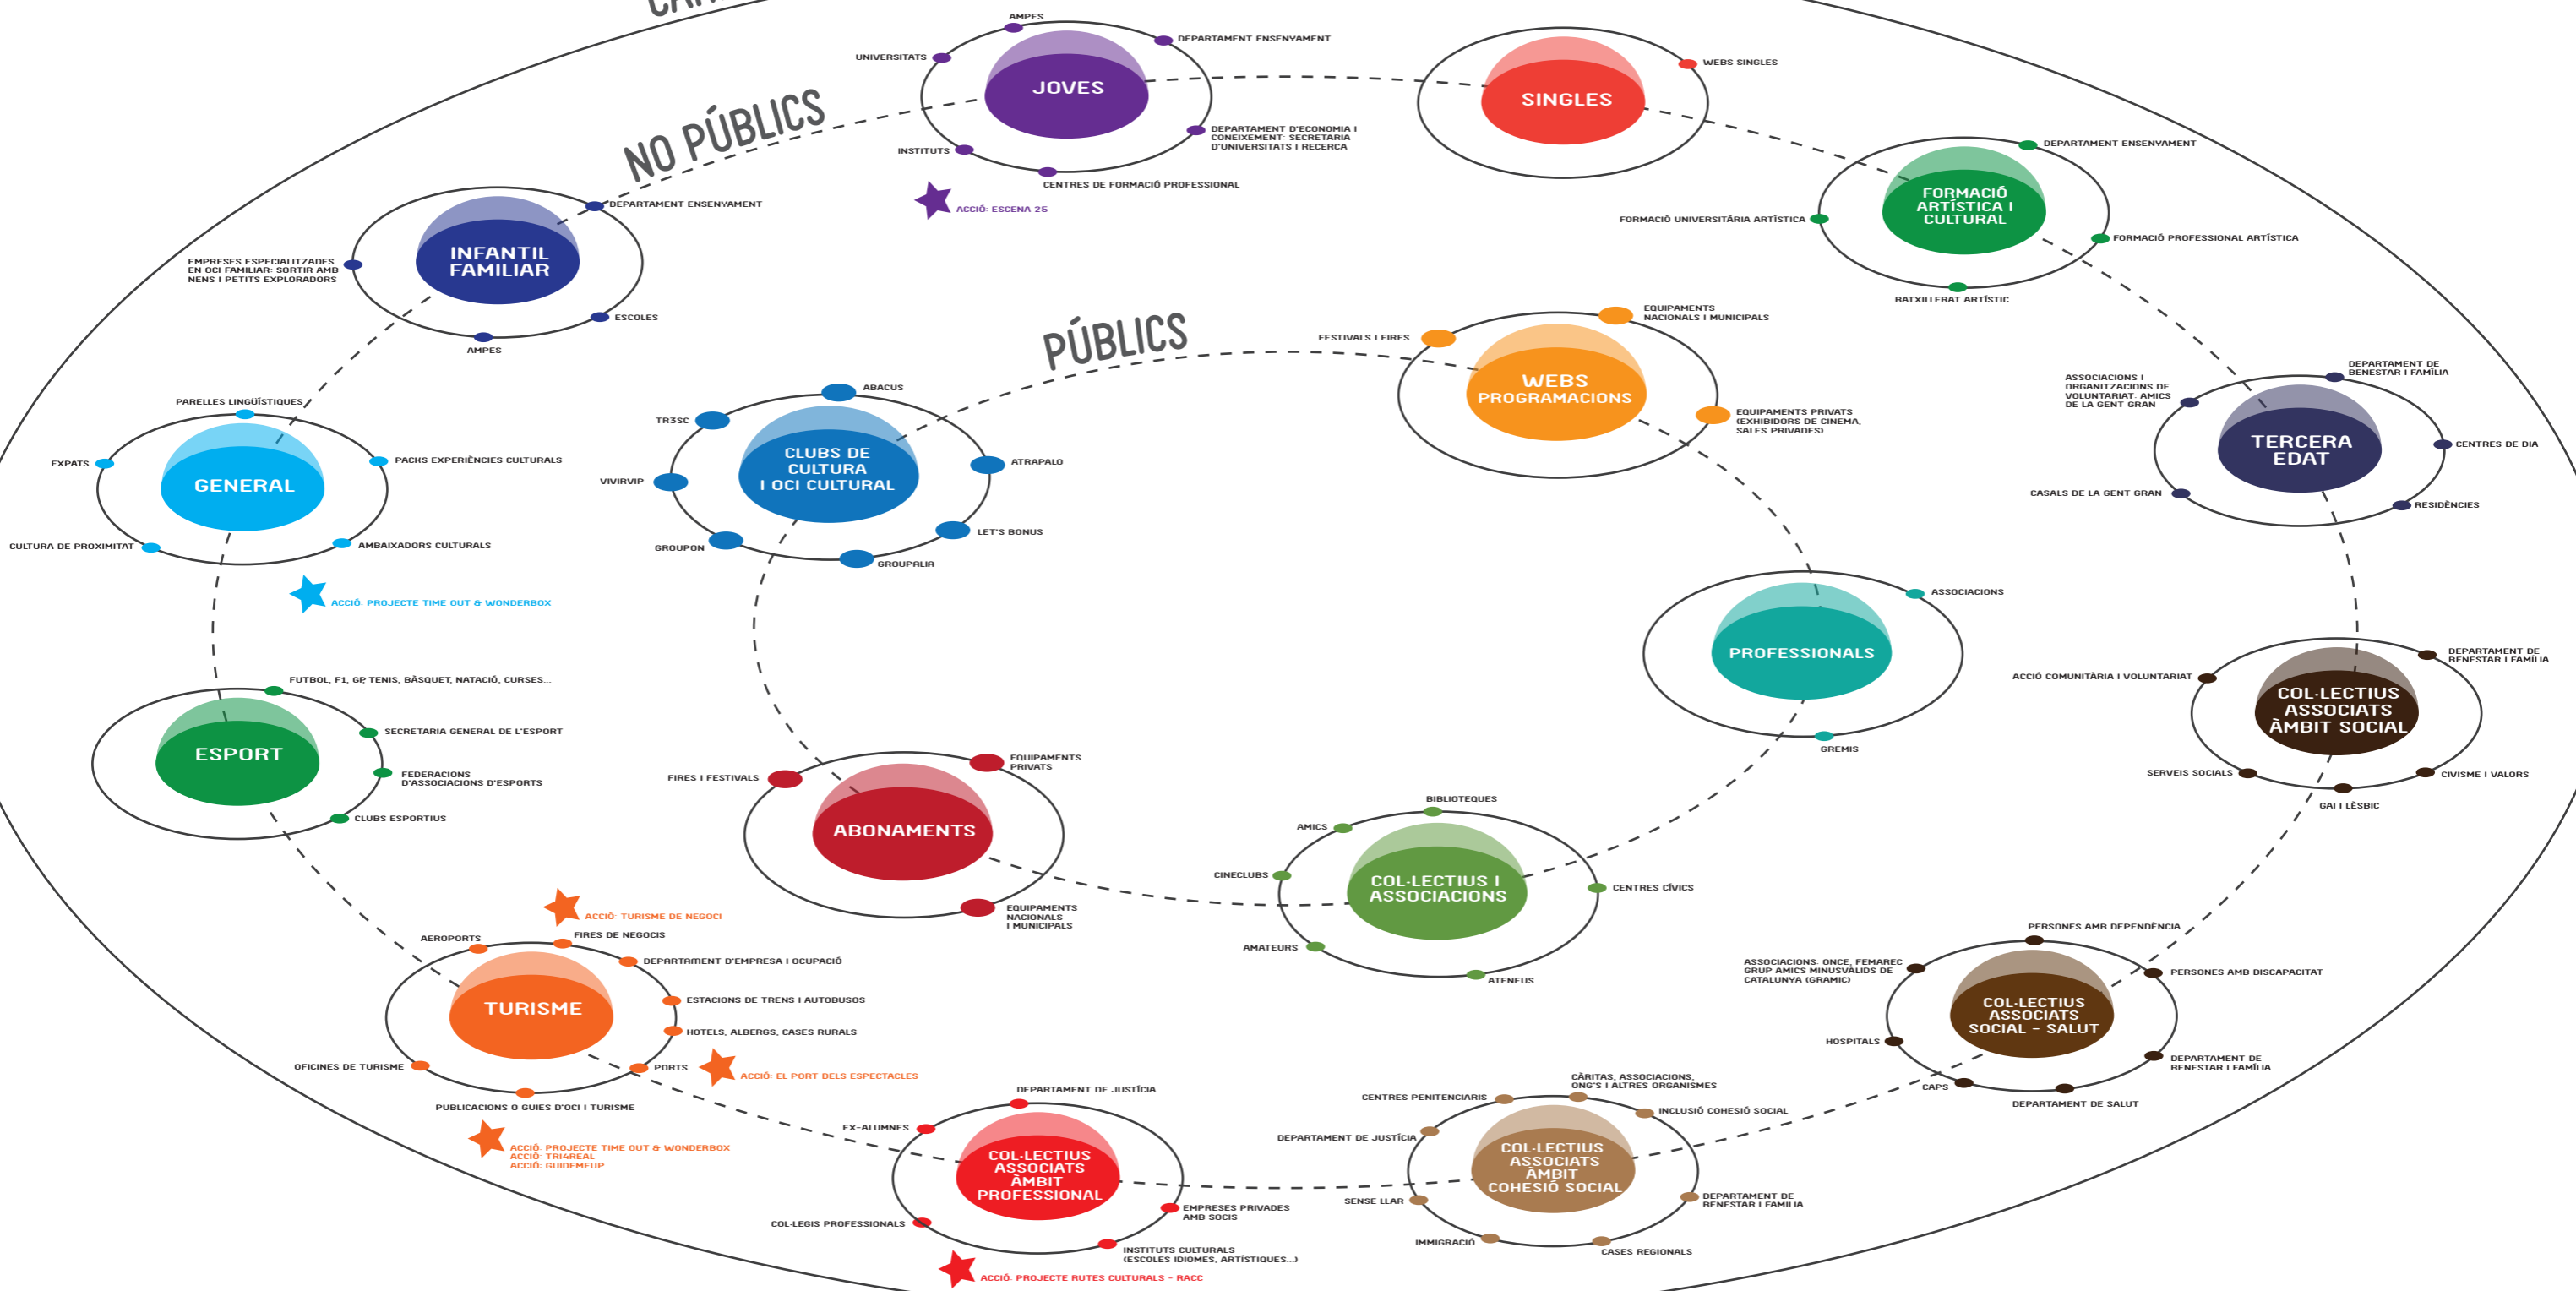 NO PÚBLICS
AMPES
UNIVERSITATS
DEPARTAMENT ENSENYAMENT
JOVES
DEPARTAMENT D'ECONOMIA I
CONEIXEMENT: SECRETARIA
D'UNIVERSITATS I RECERCA
INSTITUTS
CENTRES DE FORMACIÓ PROFESSIONAL
ACCIÓ: ESCENA 25
WEBS SINGLES
SINGLES
DEPARTAMENT ENSENYAMENT
FORMACIÓ
ARTÍSTICA I
CULTURAL
FORMACIÓ UNIVERSITÀRIA ARTÍSTICA
FORMACIÓ PROFESSIONAL ARTÍSTICA
BATXILLERAT ARTÍSTIC
DEPARTAMENT ENSENYAMENT
INFANTIL
FAMILIAR
EMPRESES ESPECIALITZADES
EN OCI FAMILIAR: SORTIR AMB
NENS I PETITS EXPLORADORS
ESCOLES
AMPES
PÚBLICS
FESTIVALS I FIRES
EQUIPAMENTS
NACIONALS I MUNICIPALS
WEBS
PROGRAMACIONS
EQUIPAMENTS PRIVATS
(EXHIBIDORS DE CINEMA,
SALES PRIVADES)
DEPARTAMENT DE
BENESTAR I FAMÍLIA
ASSOCIACIONS I
ORGANITZACIONS DE
VOLUNTARIAT: AMICS
DE LA GENT GRAN
TERCERA
EDAT
CENTRES DE DIA
CASALS DE LA GENT GRAN
RESIDÈNCIES
PARELLES LINGÜÍSTIQUES
EXPATS
PACKS EXPERIÈNCIES CULTURALS
GENERAL
CULTURA DE PROXIMITAT
AMBAIXADORS CULTURALS
ACCIÓ: PROJECTE TIME OUT & WONDERBOX
ABACUS
TR3SC
CLUBS DE
CULTURA
I OCI CULTURAL
ATRAPALO
VIVIRVIP
LET'S BONUS
GROUPON
GROUPALIA
ASSOCIACIONS
PROFESSIONALS
GREMIS
DEPARTAMENT DE
BENESTAR I FAMÍLIA
ACCIÓ COMUNITÀRIA I VOLUNTARIAT
COL·LECTIUS
ASSOCIATS
ÀMBIT SOCIAL
SERVEIS SOCIALS
CIVISME I VALORS
GAI I LÈSBIC
FUTBOL, F1, GP, TENIS, BÀSQUET, NATACIÓ, CURSES...
SECRETARIA GENERAL DE L'ESPORT
ESPORT
FEDERACIONS
D'ASSOCIACIONS D'ESPORTS
CLUBS ESPORTIUS
FIRES I FESTIVALS
EQUIPAMENTS
PRIVATS
ABONAMENTS
EQUIPAMENTS
NACIONALS
I MUNICIPALS
BIBLIOTEQUES
AMICS
CINECLUBS
COL·LECTIUS I
ASSOCIACIONS
CENTRES CÍVICS
AMATEURS
ATENEUS
ACCIÓ: TURISME DE NEGOCI
AEROPORTS
FIRES DE NEGOCIS
DEPARTAMENT D'EMPRESA I OCUPACIÓ
TURISME
ESTACIONS DE TRENS I AUTOBUSOS
HOTELS, ALBERGS, CASES RURALS
OFICINES DE TURISME
PORTS
ACCIÓ: EL PORT DELS ESPECTACLES
PUBLICACIONS O GUIES D'OCI I TURISME
ACCIÓ: PROJECTE TIME OUT & WONDERBOX
ACCIÓ: TRI4REAL
ACCIÓ: GUIDEMEUP
PERSONES AMB DEPENDÈNCIA
ASSOCIACIONS: ONCE, FEMAREC
GRUP AMICS MINUSVÀLIDS DE
CATALUNYA (GRAMIC)
PERSONES AMB DISCAPACITAT
COL·LECTIUS
ASSOCIATS
SOCIAL - SALUT
HOSPITALS
DEPARTAMENT DE
BENESTAR I FAMÍLIA
CAPS
DEPARTAMENT DE SALUT
DEPARTAMENT DE JUSTÍCIA
EX-ALUMNES
COL·LECTIUS
ASSOCIATS
ÀMBIT
PROFESSIONAL
EMPRESES PRIVADES
AMB SOCIS
COL·LEGIS PROFESSIONALS
INSTITUTS CULTURALS
(ESCOLES IDIOMES, ARTÍSTIQUES...)
ACCIÓ: PROJECTE RUTES CULTURALS - RACC
CÀRITAS, ASSOCIACIONS,
ONG'S I ALTRES ORGANISMES
CENTRES PENITENCIARIS
INCLUSIÓ COHESIÓ SOCIAL
DEPARTAMENT DE JUSTÍCIA
COL·LECTIUS
ASSOCIATS
ÀMBIT
COHESIÓ SOCIAL
SENSE LLAR
DEPARTAMENT DE
BENESTAR I FAMILIA
IMMIGRACIÓ
CASES REGIONALS